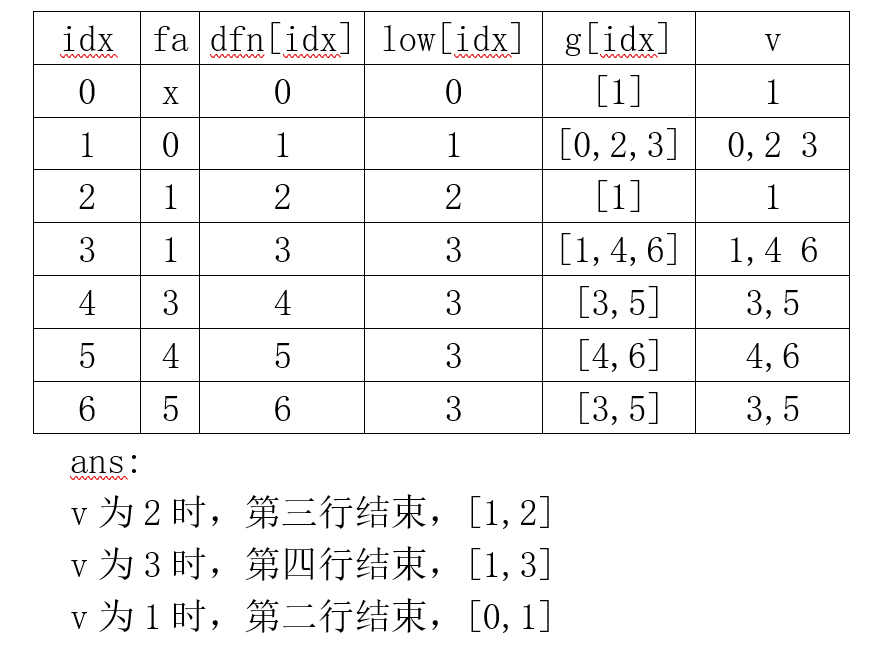 idx fa dfn[idx] low[idx] g[idx] v
0 x 0 0 [1] 1
1 0 1 1 [0,2,3] 0,2 3
2 1 2 2 [1] 1
3 1 3 3 [1,4,6] 1,4 6
4 3 4 3 [3,5] 3,5
5 4 5 3 [4,6] 4,6
6 5 6 3 [3,5] 3,5
ans:
v 为 2 时，第三行结束，[1,2]
v 为 3 时，第四行结束，[1,3]
v 为 1 时，第二行结束，[0,1]